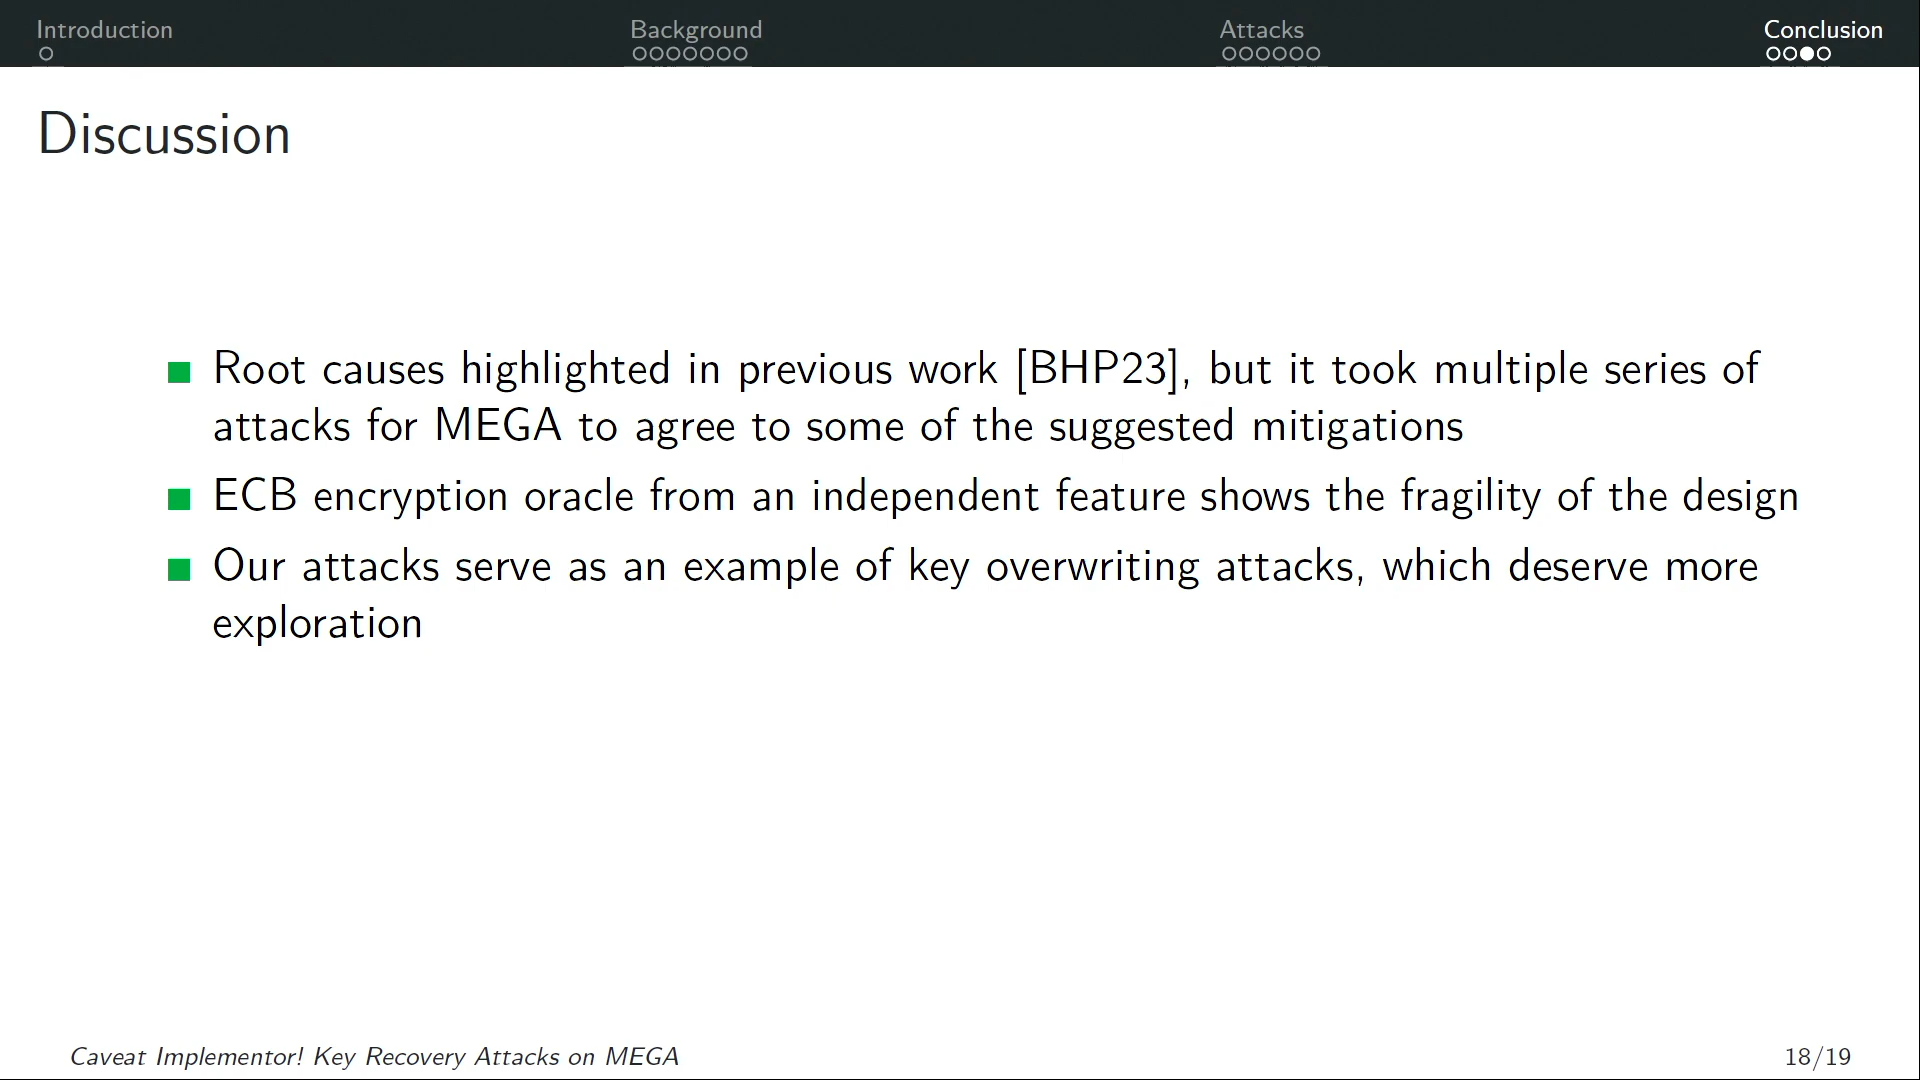 Introduction
Background
Attacks
Conclusion
Discussion
Root causes highlighted in previous work [BHP23], but it took multiple series of
attacks for MEGA to agree to some of the suggested mitigations
ECB encryption oracle from an independent feature shows the fragility of the design
Our attacks serve as an example of key overwriting attacks, which deserve more
exploration
Caveat Implementor! Key Recovery Attacks on MEGA
18/19